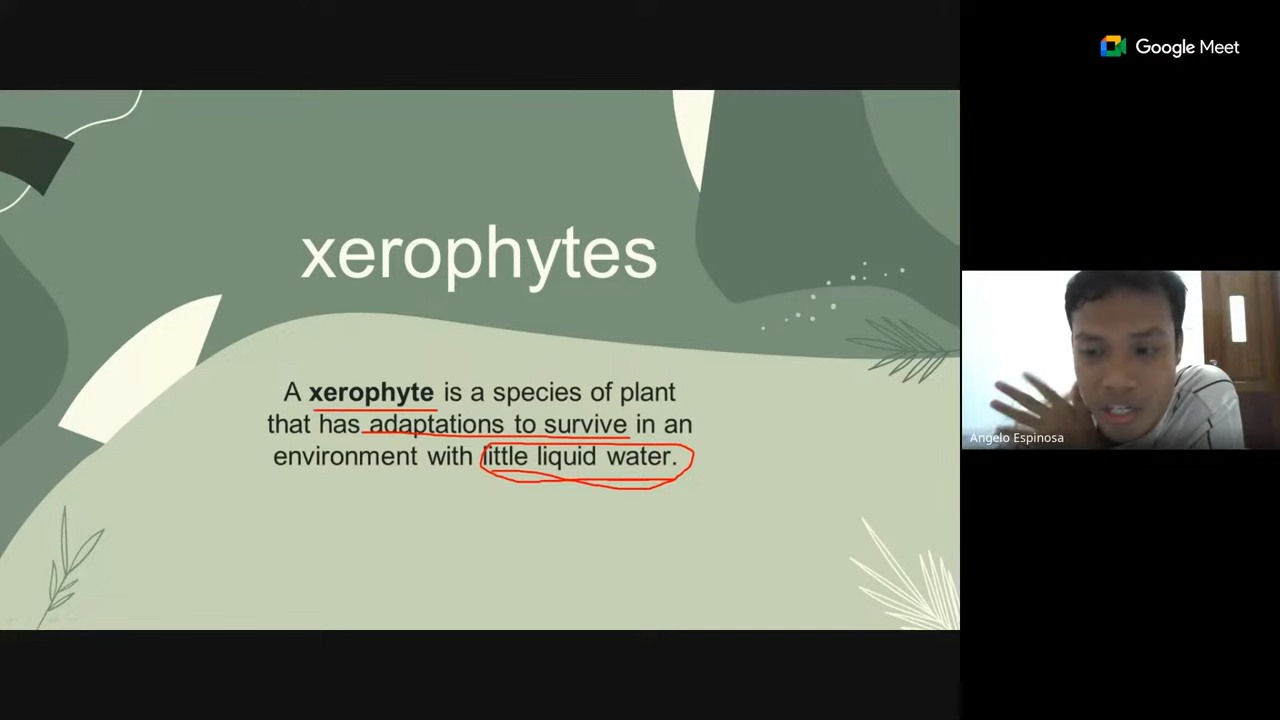 Google Meet
xerophytes
A xerophyte is a species of plant
that has adaptations to survive in an
environment with little liquid water.
Angelo Espinosa